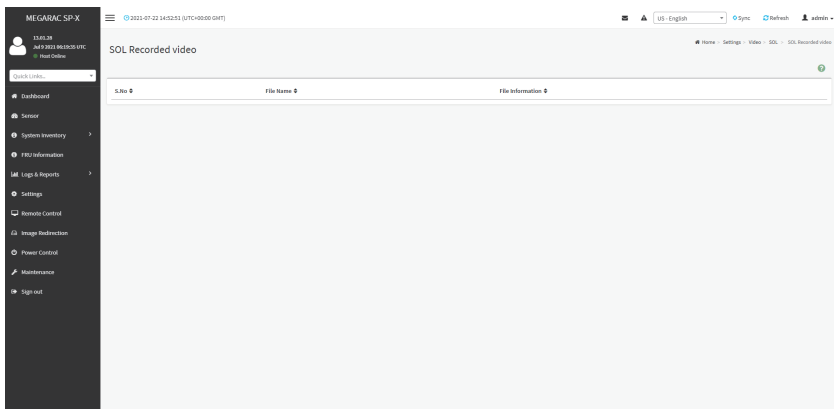 MEGARAC SP-X
2021-07-22 14:52:51 (UTC+00:00 GMT)
US - English
Sync
Refresh
admin
13.01.28
Jul 9 2021 06:19:35 UTC
Host Online
Quick Links...
Dashboard
Sensor
System Inventory
FRU Information
Logs & Reports
Settings
Remote Control
Image Redirection
Power Control
Maintenance
Sign out
SOL Recorded video
Home > Settings > Video > SOL > SOL Recorded video
S.No File Name File Information